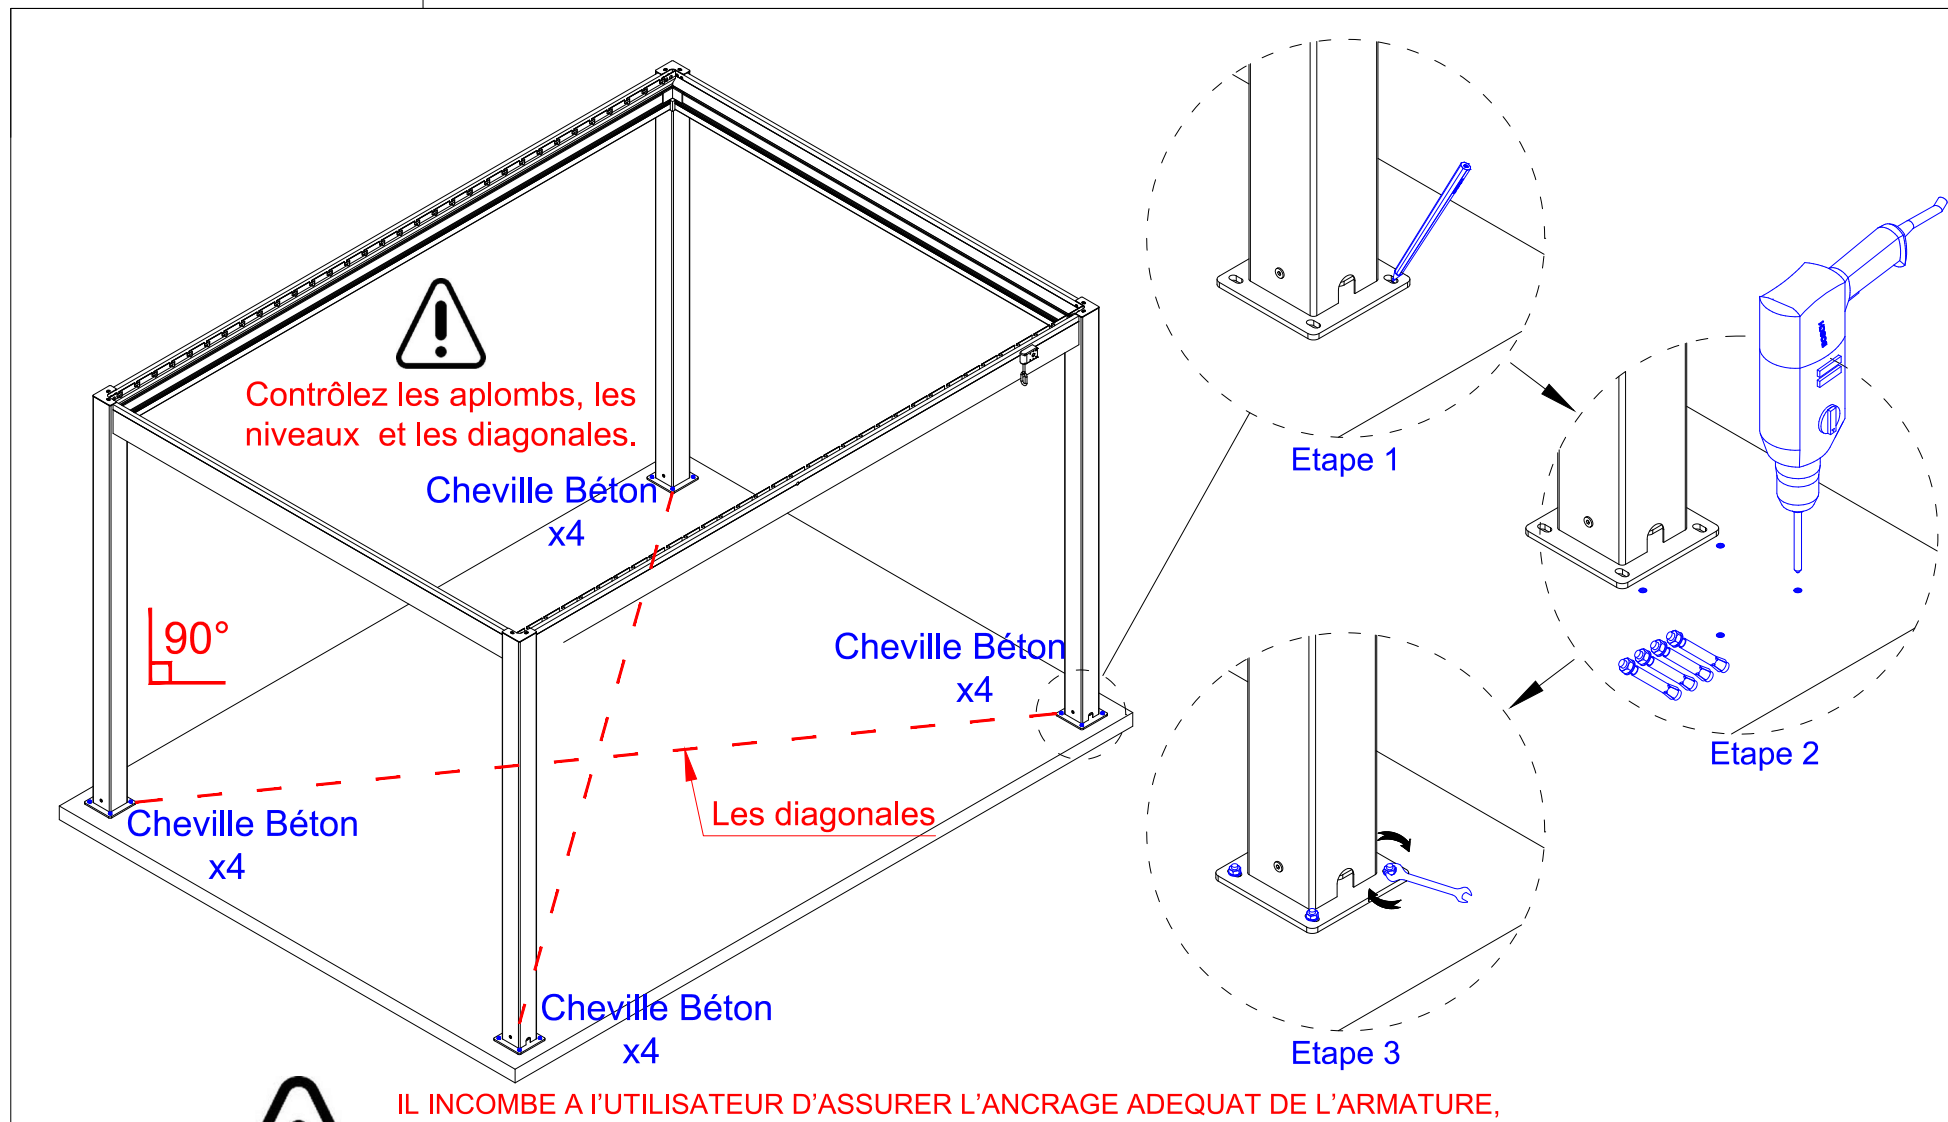 Contrôlez les aplombs, les
niveaux et les diagonales.
Cheville Béton
x4
90°
Cheville Béton
x4
Les diagonales
Cheville Béton
x4
Cheville Béton
x4
Etape 1
Etape 2
Etape 3
IL INCOMBE A l'UTILISATEUR D'ASSURER L'ANCRAGE ADEQUAT DE L'ARMATURE,